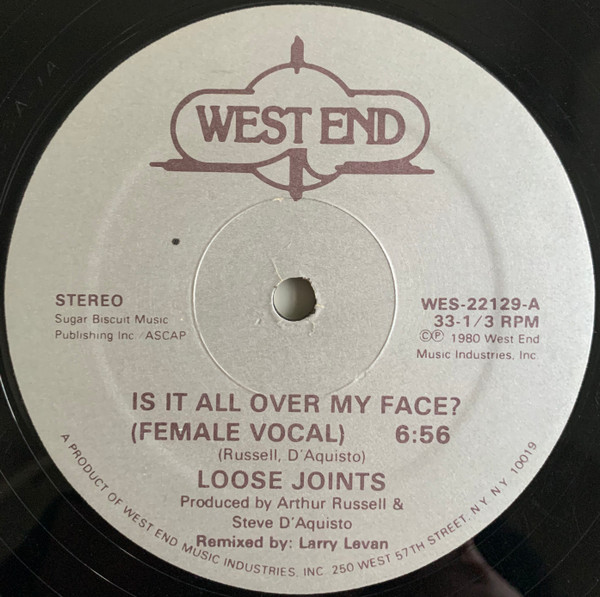 WEST END
STEREO
Sugar Biscuit Music
Publishing Inc. ASCAP
WES-22129-A
33-1/3 RPM
©℗ 1980 West End
Music Industries, Inc
IS IT ALL OVER MY FACE?
(FEMALE VOCAL) 6:56
(Russell, D'Aquisto)
LOOSE JOINTS
Produced by Arthur Russell &
Steve D'Aquisto
Remixed by: Larry Levan
A PRODUCT OF WEST END MUSIC INDUSTRIES, INC. 250 WEST 57TH STREET, NY. NY. 10019